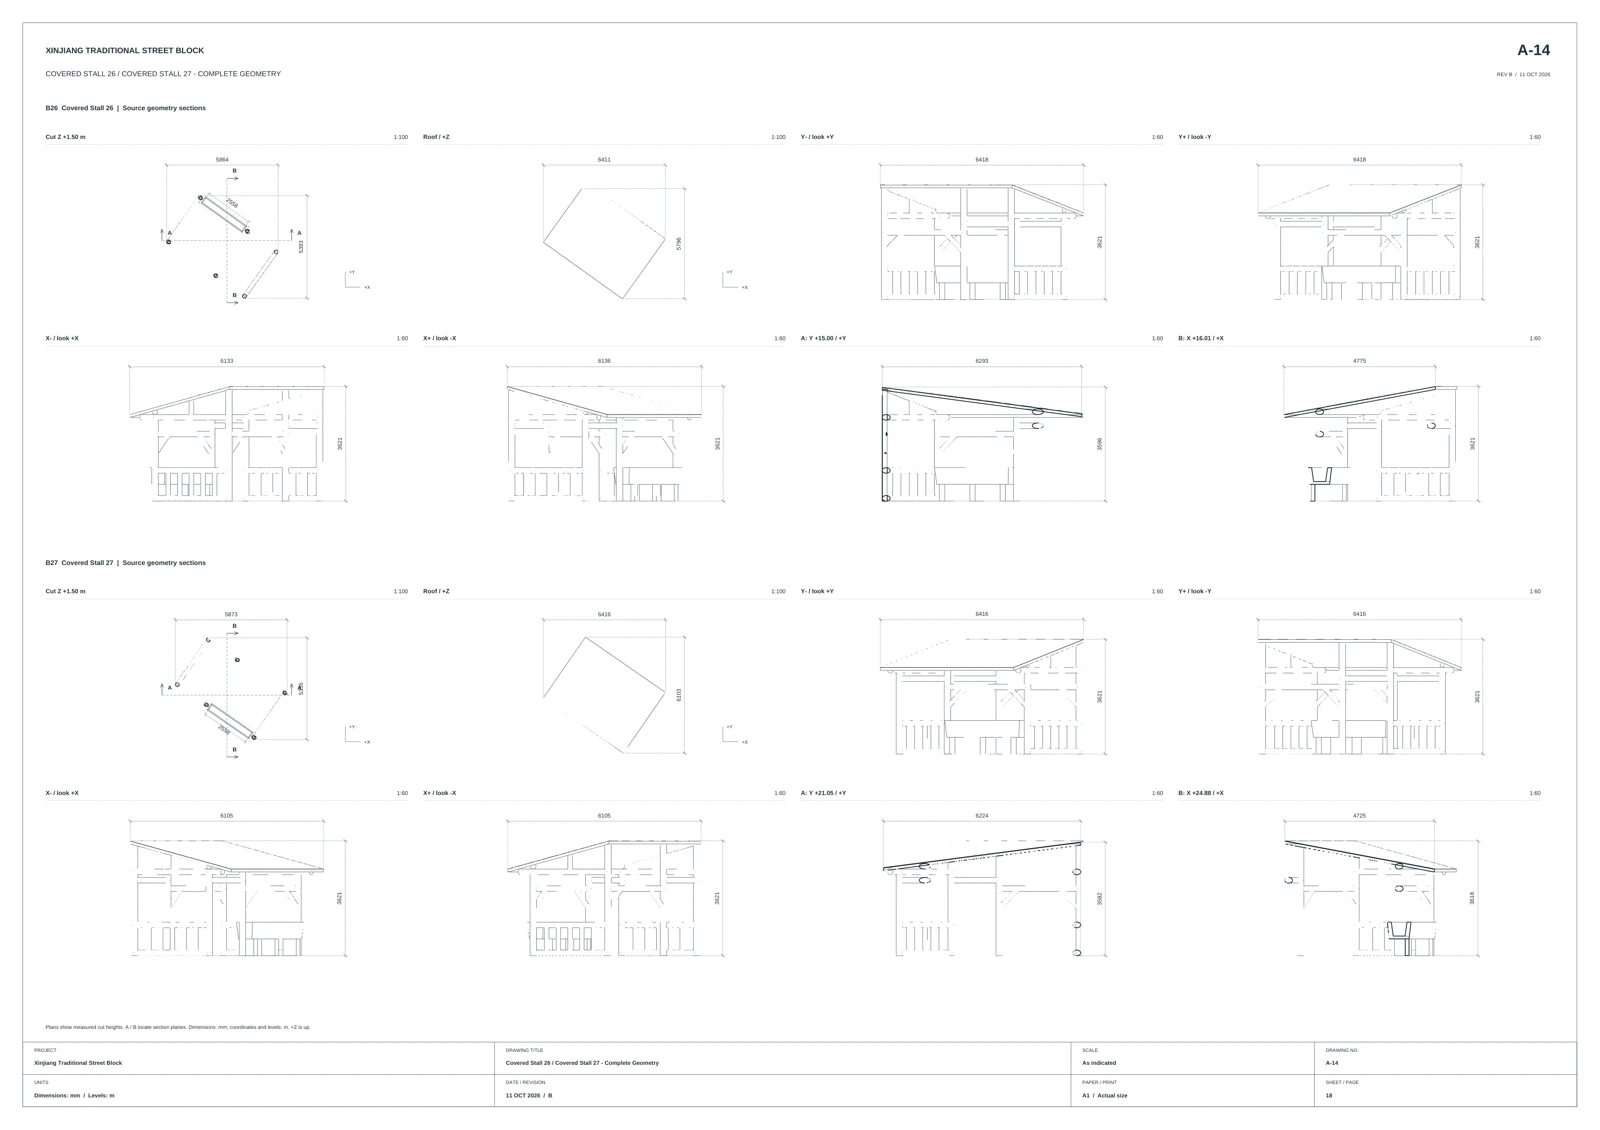 XINJIANG TRADITIONAL STREET BLOCK
A-14
COVERED STALL 26 / COVERED STALL 27 - COMPLETE GEOMETRY
REV B / 11 OCT 2026
B26 Covered Stall 26 | Source geometry sections
Cut Z +1.50 m 1:100
Roof / +Z 1:100
Y- / look +Y 1:60
Y+ / look -Y 1:60
5864
B
2558
A
A
5393
B
+Y
+X
6411
5796
+Y
+X
6418
3621
6418
3621
X- / look +X 1:60
X+ / look -X 1:60
A: Y +15.00 / +Y 1:60
B: X +16.01 / +X 1:60
6133
3621
6136
3621
6293
3596
4775
3621
B27 Covered Stall 27 | Source geometry sections
Cut Z +1.50 m 1:100
Roof / +Z 1:100
Y- / look +Y 1:60
Y+ / look -Y 1:60
5873
B
A
2558
B
+Y
+X
6416
6103
+Y
+X
6416
3621
6416
3621
X- / look +X 1:60
X+ / look -X 1:60
A: Y +21.05 / +Y 1:60
B: X +24.88 / +X 1:60
6105
3621
6105
3621
6224
3582
4725
3618
Plans show measured cut heights. A / B locate section planes. Dimensions: mm; coordinates and levels: m. +Z is up.
PROJECT
Xinjiang Traditional Street Block
DRAWING TITLE
Covered Stall 26 / Covered Stall 27 - Complete Geometry
SCALE
As indicated
DRAWING NO.
A-14
UNITS
Dimensions: mm / Levels: m
DATE / REVISION
11 OCT 2026 / B
PAPER / PRINT
A1 / Actual size
SHEET / PAGE
18